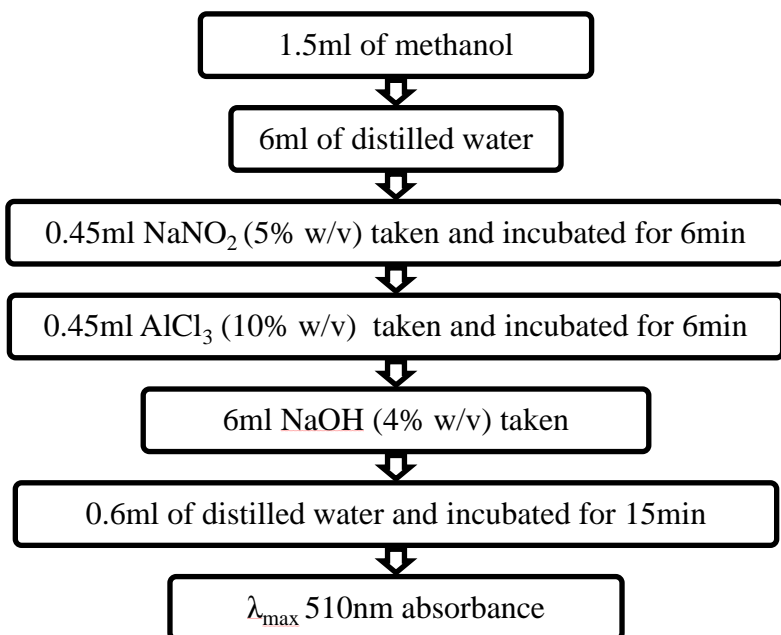 1.5ml of methanol
6ml of distilled water
0.45ml NaNO₂ (5% w/v) taken and incubated for 6min
0.45ml AlCl₃ (10% w/v) taken and incubated for 6min
6ml NaOH (4% w/v) taken
0.6ml of distilled water and incubated for 15min
λmax 510nm absorbance